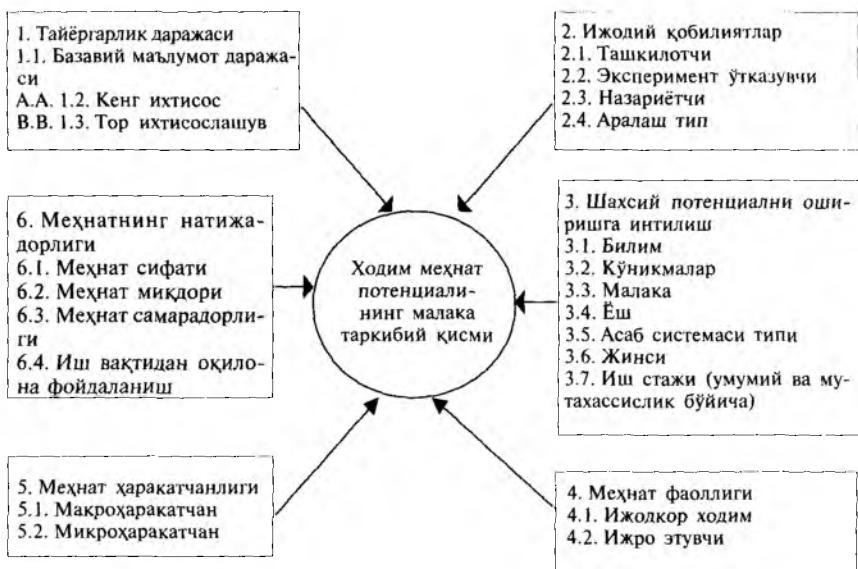 1. Тайёргарлик даражаси
1.1. Базавий маълумот даража-
си
А.А. 1.2. Кенг ихтисос
В.В. 1.3. Тор ихтисослашув
2. Ижодий қобилиятлар
2.1. Ташкилотчи
2.2. Эксперимент ўтказувчи
2.3. Назариётчи
2.4. Аралаш тип
6. Меҳнатнинг натижа-
дорлиги
6.1. Меҳнат сифати
6.2. Меҳнат миқдори
6.3. Меҳнат самарадорли-
ги
6.4. Иш вақтидан оқило-
на фойдаланиш
Ходим меҳнат
потенциали-
нинг малака
таркибий қисми
3. Шахсий потенциални оши-
ришга интилиш
3.1. Билим
3.2. Кўникмалар
3.3. Малака
3.4. Ёш
3.5. Асаб системаси типи
3.6. Жинси
3.7. Иш стажи (умумий ва му-
тахассислик бўйича)
5. Меҳнат ҳаракатчанлиги
5.1. Макроҳаракатчан
5.2. Микроҳаракатчан
4. Меҳнат фаоллиги
4.1. Ижодкор ходим
4.2. Ижро этувчи